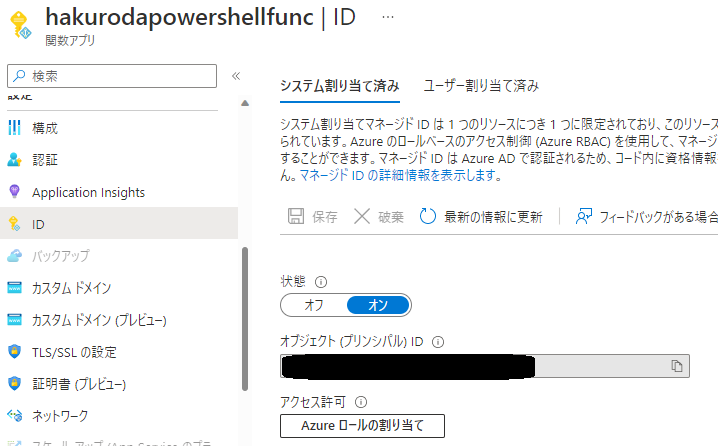 hakurodapowershellfunc | ID ...
関数アプリ
検索
«
構成
認証
Application Insights
ID
バックアップ
カスタム ドメイン
カスタム ドメイン (プレビュー)
TLS/SSL の設定
証明書 (プレビュー)
ネットワーク
システム割り当て済み
ユーザー割り当て済み
システム割り当てマネージド ID は 1 つのリソースにつき 1 つに限定されており、このリソース
られています。Azure のロールベースのアクセス制御 (Azure RBAC) を使用して、マネージ
することができます。マネージド ID は Azure AD で認証されるため、コード内に資格情報
ん。マネージド ID の詳細情報を表示します。
保存
破棄
最新の情報に更新
フィードバックがある場合
状態
オフ
オン
オブジェクト (プリンシパル) ID
アクセス許可
Azure ロールの割り当て